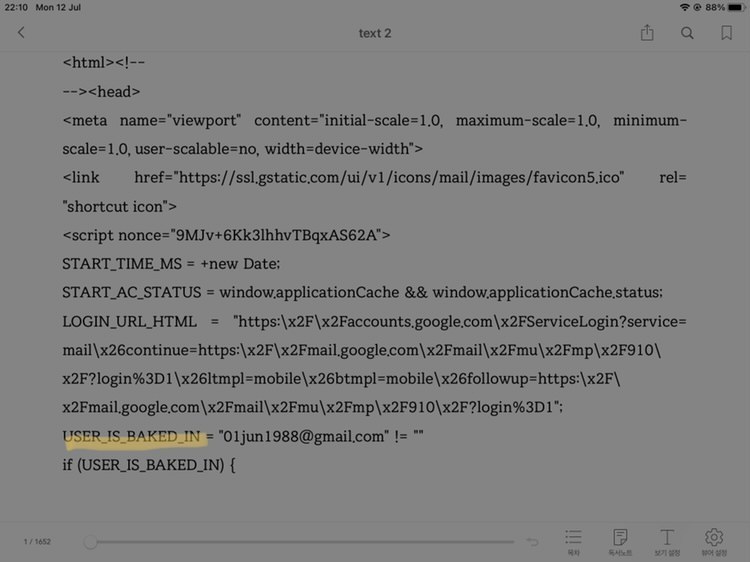 22:10 Mon 12 Jul
88%
text 2
<html><!--
--><head>
<meta name="viewport" content="initial-scale=1.0, maximum-scale=1.0, minimum-
scale=1.0, user-scalable=no, width=device-width">
<link href="https://ssl.gstatic.com/ui/v1/icons/mail/images/favicon5.ico" rel=
"shortcut icon">
<script nonce="9MJv+6Kk3lhhvTBqxAS62A">
START_TIME_MS = +new Date;
START_AC_STATUS = window.applicationCache && window.applicationCache.status;
LOGIN_URL_HTML = "https:\x2F\x2Faccounts.google.com\x2FServiceLogin?service=
mail\x26continue=https:\x2F\x2Fmail.google.com\x2Fmail\x2Fmu\x2Fmp\x2F910\
x2F?login%3D1\x26ltmpl=mobile\x26btmpl=mobile\x26followup=https:\x2F\
x2Fmail.google.com\x2Fmail\x2Fmu\x2Fmp\x2F910\x2F?login%3D1";
USER_IS_BAKED_IN = "01jun1988@gmail.com" != ""
if (USER_IS_BAKED_IN) {
1 / 1652
목차 독서노트 보기 설정 뷰어 설정